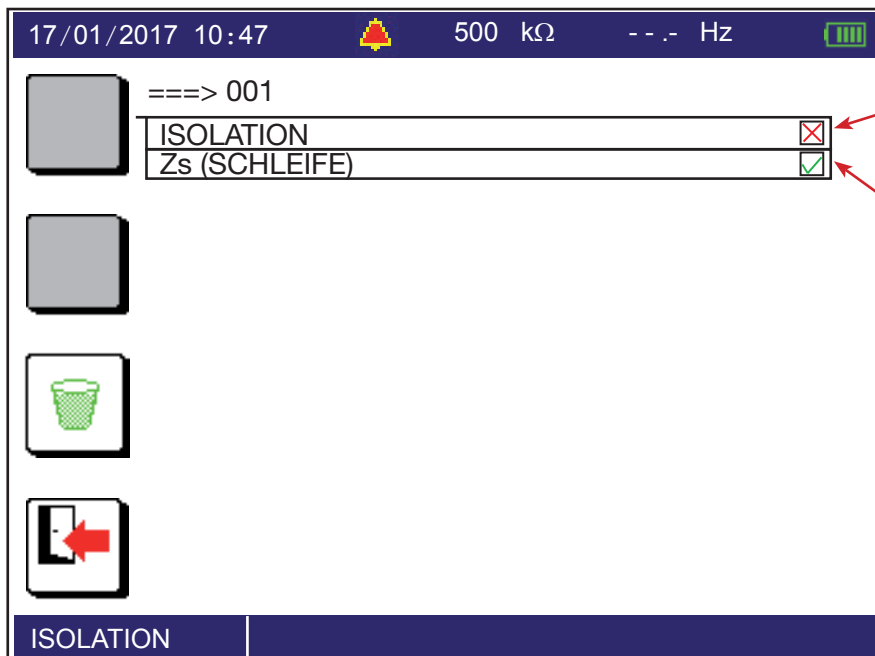 17/01/2017 10:47 500 kΩ - - .- Hz
===> 001
ISOLATION
Zs (SCHLEIFE)
ISOLATION